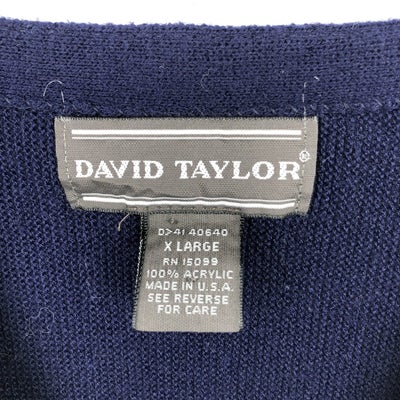 DAVID TAYLOR®
D>41 40640
X LARGE
RN 15099
100% ACRYLIC
MADE IN U.S.A.
SEE REVERSE
FOR CARE